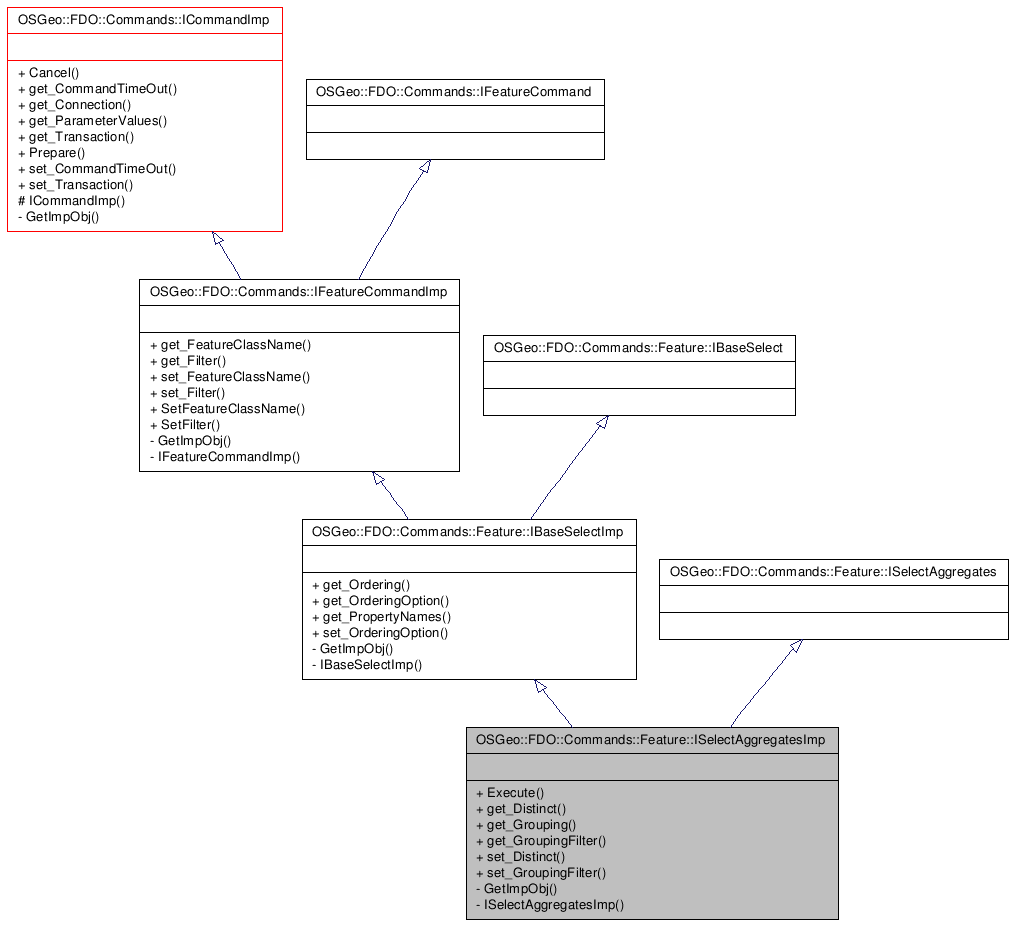 OSGeo::FDO::Commands::ICommandImp
+ Cancel()
+ get_CommandTimeOut()
+ get_Connection()
+ get_ParameterValues()
+ get_Transaction()
+ Prepare()
+ set_CommandTimeOut()
+ set_Transaction()
# ICommandImp()
- GetImpObj()
OSGeo::FDO::Commands::IFeatureCommand
OSGeo::FDO::Commands::IFeatureCommandImp
+ get_FeatureClassName()
+ get_Filter()
+ set_FeatureClassName()
+ set_Filter()
+ SetFeatureClassName()
+ SetFilter()
- GetImpObj()
- IFeatureCommandImp()
OSGeo::FDO::Commands::Feature::IBaseSelect
OSGeo::FDO::Commands::Feature::IBaseSelectImp
+ get_Ordering()
+ get_OrderingOption()
+ get_PropertyNames()
+ set_OrderingOption()
- GetImpObj()
- IBaseSelectImp()
OSGeo::FDO::Commands::Feature::ISelectAggregates
OSGeo::FDO::Commands::Feature::ISelectAggregatesImp
+ Execute()
+ get_Distinct()
+ get_Grouping()
+ get_GroupingFilter()
+ set_Distinct()
+ set_GroupingFilter()
- GetImpObj()
- ISelectAggregatesImp()